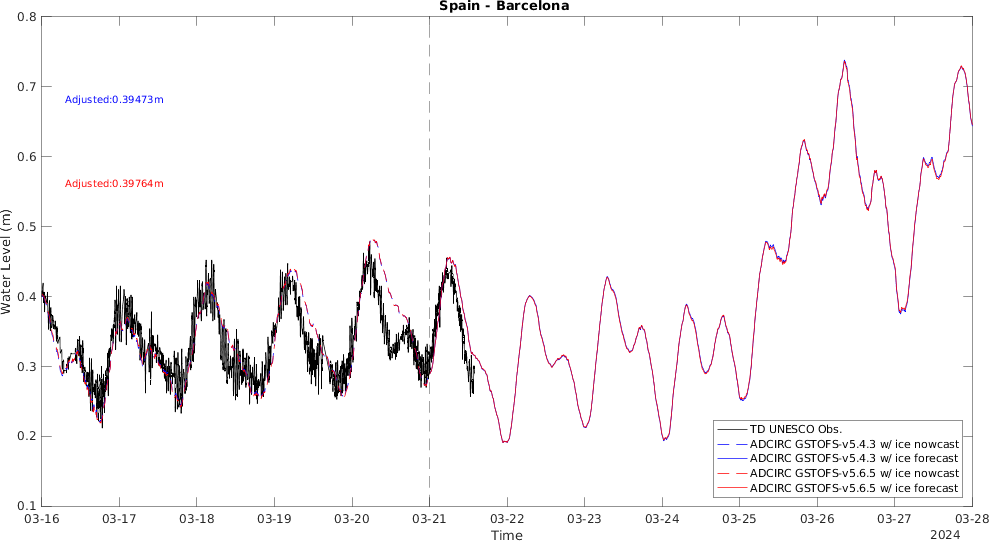 Spain - Barcelona
0.8
0.7
0.6
0.5
0.4
0.3
0.2
0.1
Water Level (m)
Adjusted:0.39473m
Adjusted:0.39764m
TD UNESCO Obs.
ADCIRC GSTOFS-v5.4.3 w/ ice nowcast
ADCIRC GSTOFS-v5.4.3 w/ ice forecast
ADCIRC GSTOFS-v5.6.5 w/ ice nowcast
ADCIRC GSTOFS-v5.6.5 w/ ice forecast
03-16 03-17 03-18 03-19 03-20 03-21 03-22 03-23 03-24 03-25 03-26 03-27 03-28
Time
2024